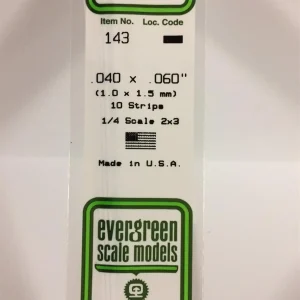 Item No. Loc. Code
143
.040 x .060"
(1.0 x 1.5 mm)
10 Strips
1/4 Scale 2x3
Made in U.S.A.
evergreen
scale models